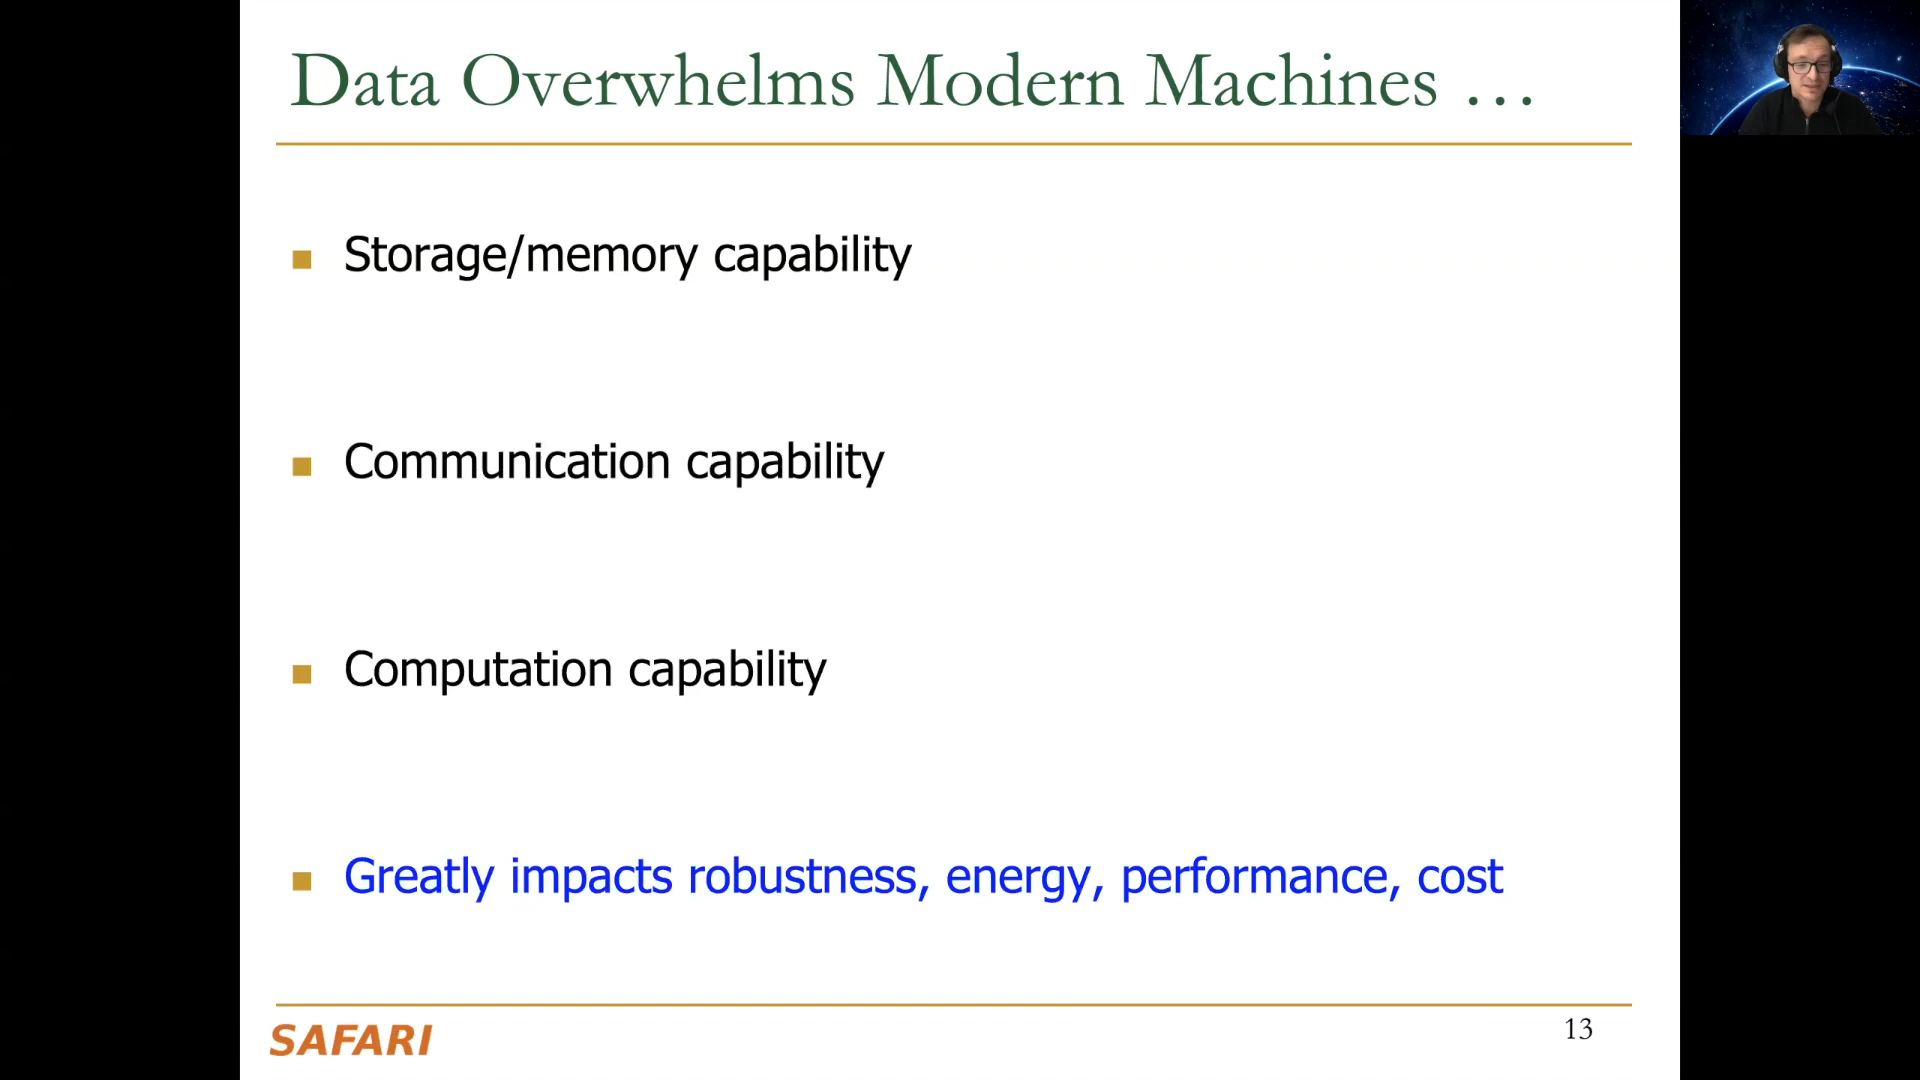 Data Overwhelms Modern Machines …
Storage/memory capability
Communication capability
Computation capability
Greatly impacts robustness, energy, performance, cost
SAFARI
13